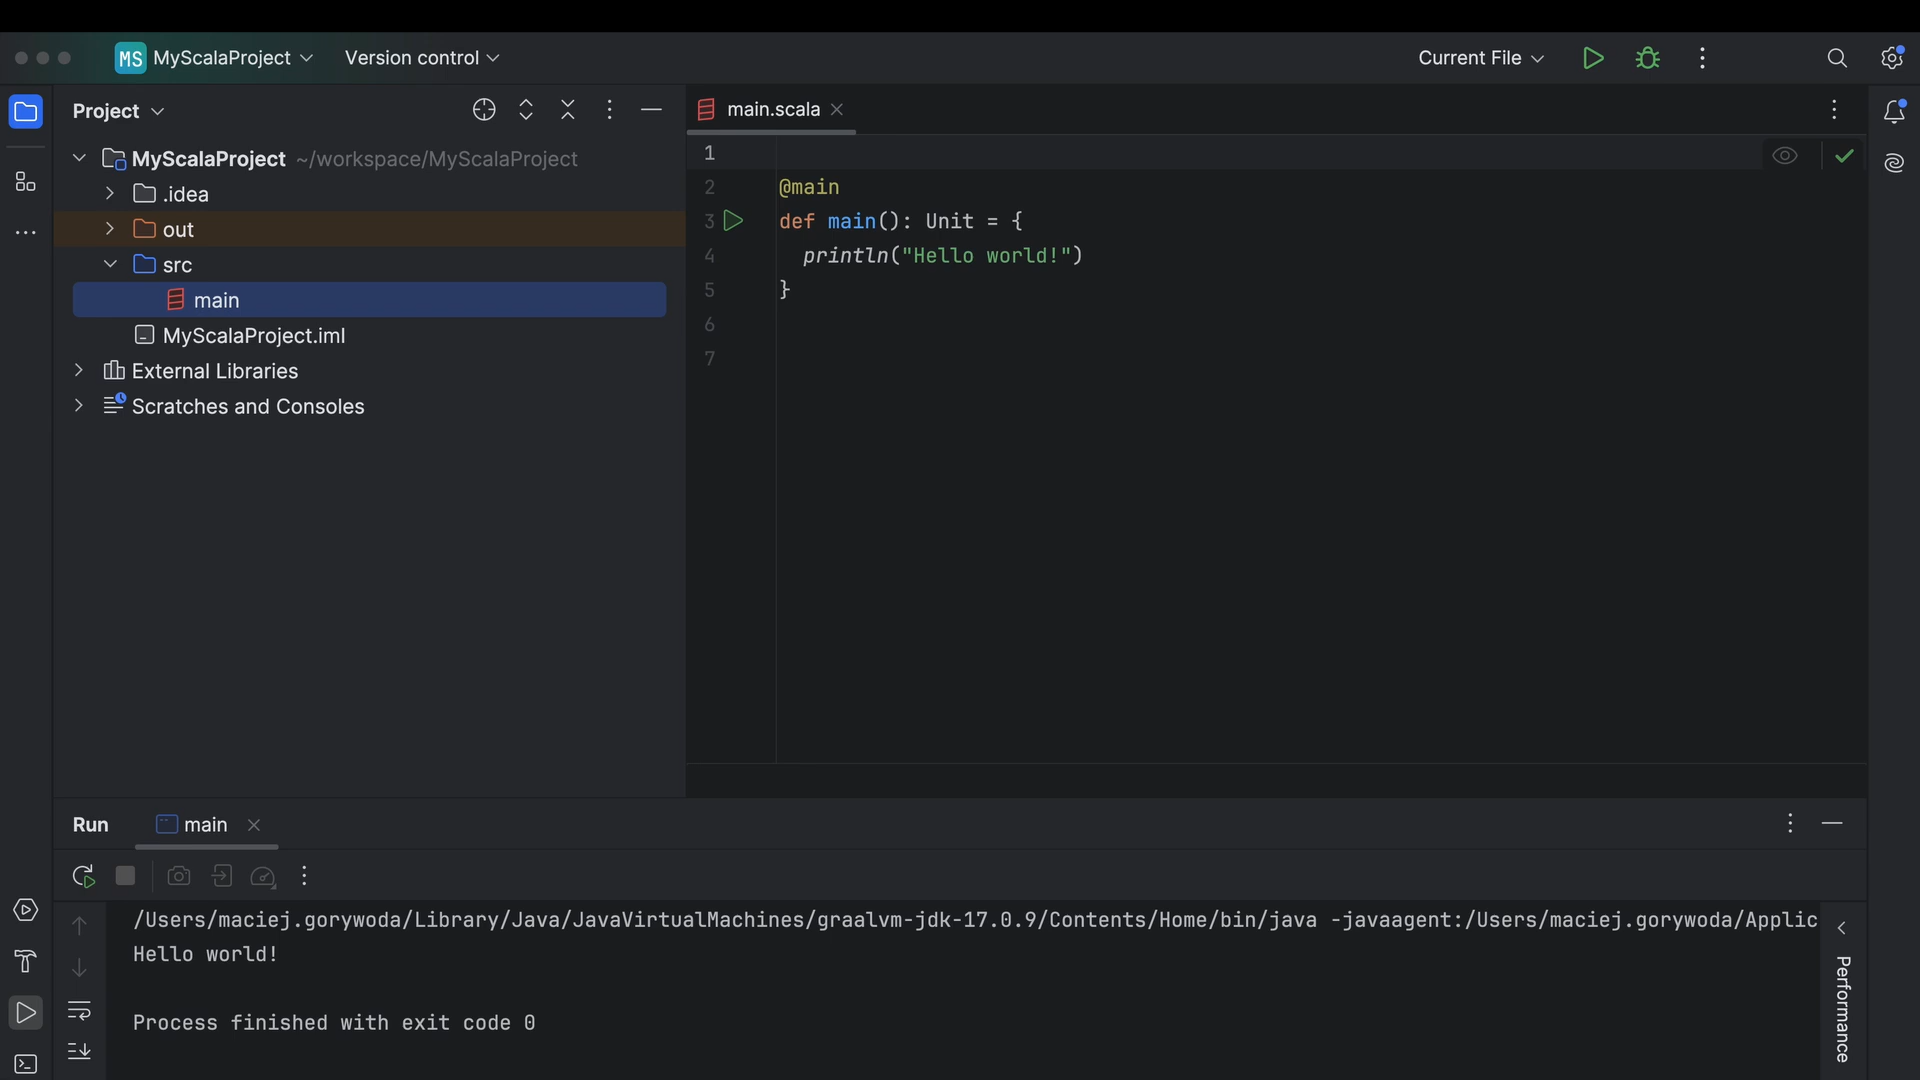 MS MyScalaProject Version control Current File
Project
main.scala
MyScalaProject ~/workspace/MyScalaProject
.idea
out
src
main
MyScalaProject.iml
External Libraries
Scratches and Consoles
1
2 @main
3 def main(): Unit = {
4 println("Hello world!")
5 }
6
7
Run main
/Users/maciej.gorywoda/Library/Java/JavaVirtualMachines/graalvm-jdk-17.0.9/Contents/Home/bin/java -javaagent:/Users/maciej.gorywoda/Applic
Hello world!
Process finished with exit code 0
Performance